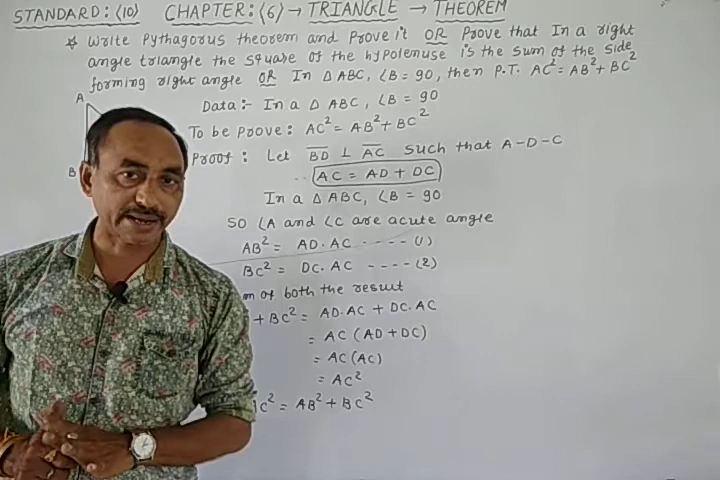 STANDARD:⟨10⟩ CHAPTER:⟨6⟩ → TRIANGLE → THEOREM
* Write Pythagorus theorem and Prove it OR Prove that In a right
angle triangle the square of the hypotenuse is the sum of the side
forming right angle OR In △ABC, ∠B = 90, then P.T. AC² = AB² + BC²
A
Data:- In a △ ABC, ∠B = 90
To be Prove: AC² = AB² + BC²
B
Proof: Let BD ⊥ AC Such that A-D-C
∴ AC = AD + DC
In a △ ABC, ∠B = 90
SO ∠A and ∠C are acute angle
AB² = AD. AC ---- (1)
BC² = DC. AC ---- (2)
m of both the result
+ BC² = AD. AC + DC. AC
= AC (AD + DC)
= AC (AC)
= AC²
AC² = AB² + BC²